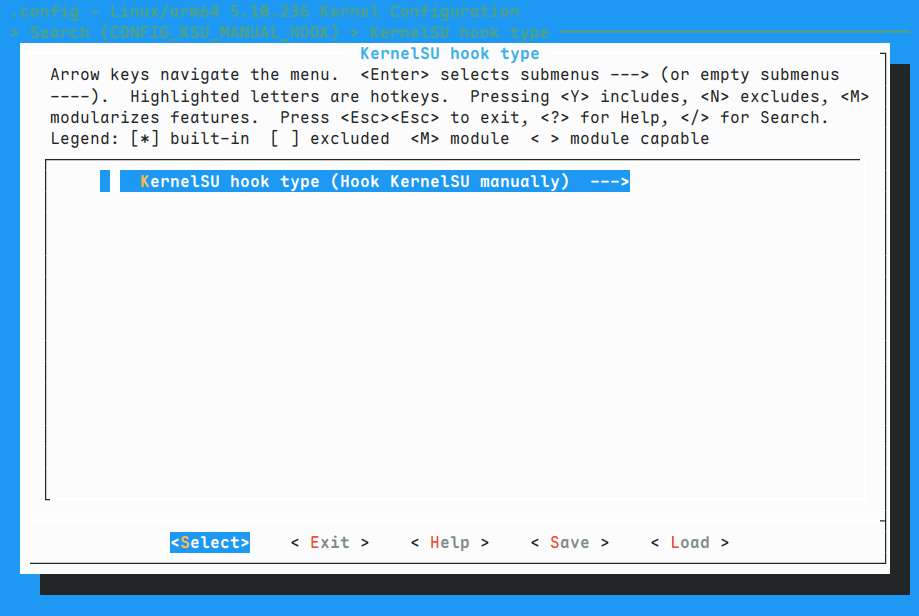 .config - Linux/arm64 5.10.236 Kernel Configuration
> Search (CONFIG_KSU_MANUAL_HOOK) > KernelSU hook type
KernelSU hook type
Arrow keys navigate the menu.  <Enter> selects submenus ---> (or empty submenus
----).  Highlighted letters are hotkeys.  Pressing <Y> includes, <N> excludes, <M>
modularizes features.  Press <Esc><Esc> to exit, <?> for Help, </> for Search.
Legend: [*] built-in  [ ] excluded  <M> module  < > module capable
KernelSU hook type (Hook KernelSU manually)  --->
<Select>    < Exit >    < Help >    < Save >    < Load >